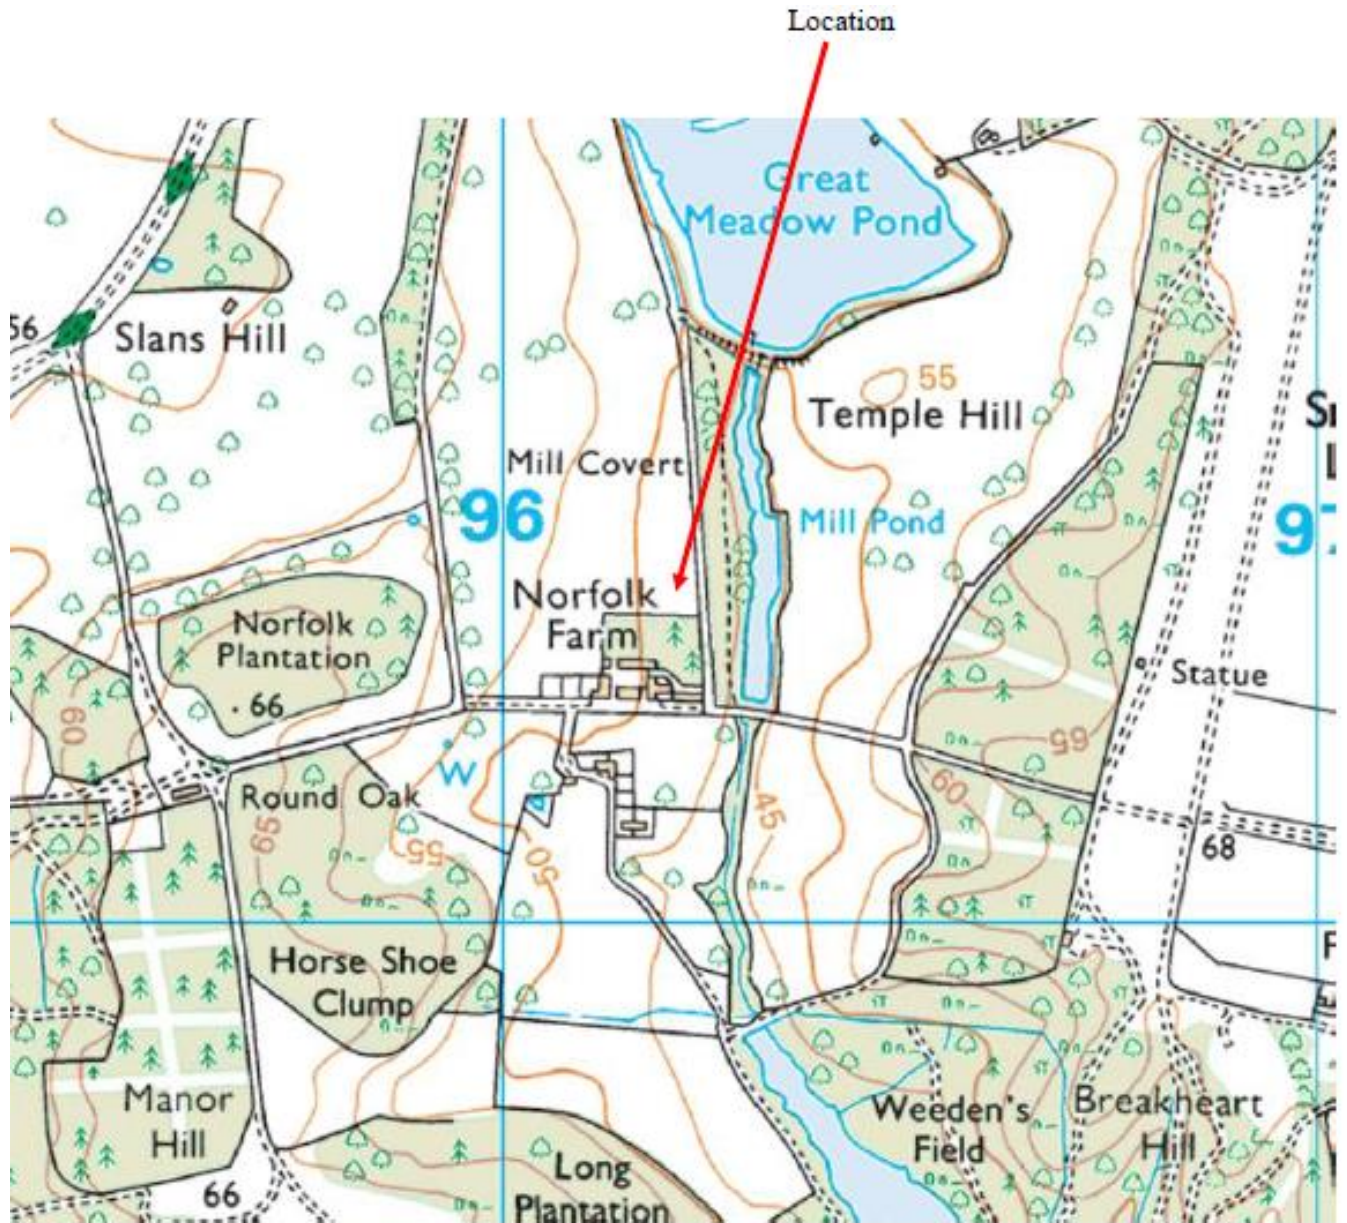 Location
Great
Meadow Pond
56
Slans Hill
55
Temple Hill
Mill Covert
96
Mill Pond
Norfolk
Farm
Norfolk
Plantation
66
Statue
60
65
W
Round Oak
65
55
50
45
60
68
Horse Shoe
Clump
Manor
Hill
66
Weeden's
Field
Breakheart
Hill
Long
Plantation